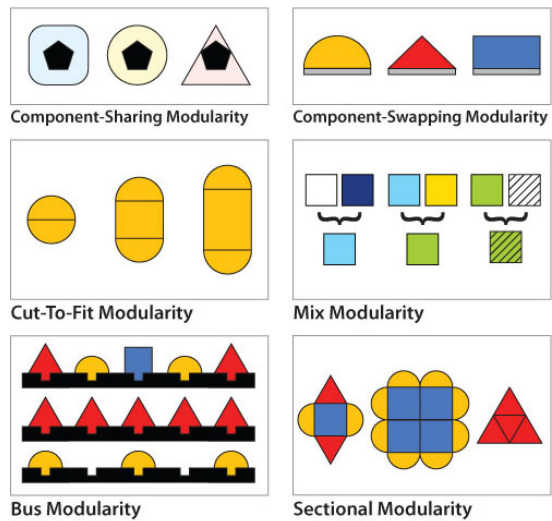 Component-Sharing Modularity
Component-Swapping Modularity
Cut-To-Fit Modularity
Mix Modularity
Bus Modularity
Sectional Modularity